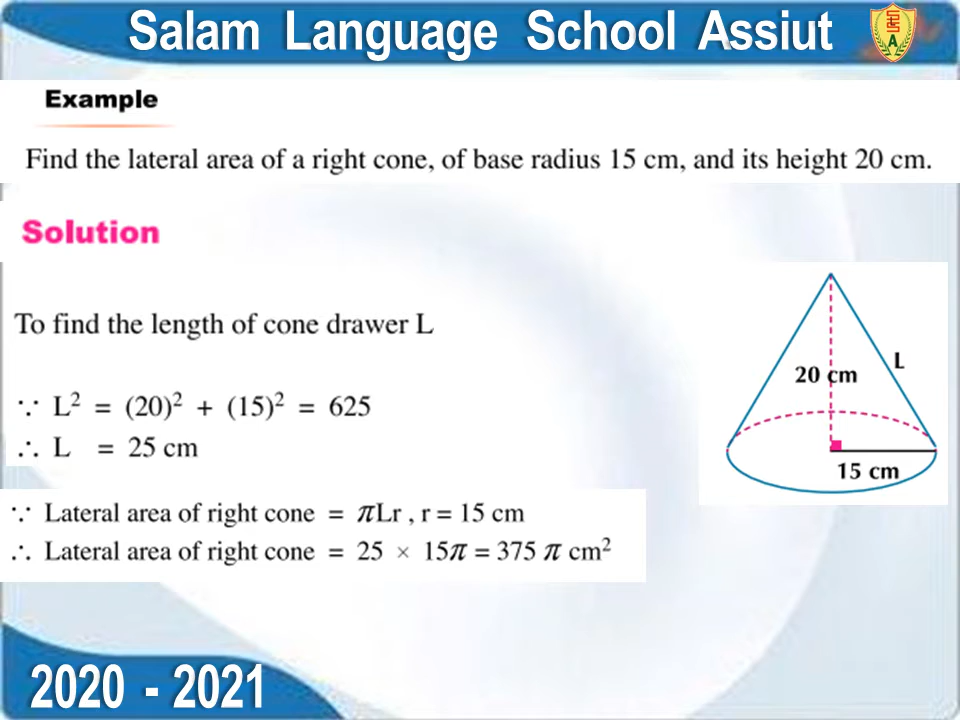 Salam Language School Assiut
Example
Find the lateral area of a right cone, of base radius 15 cm, and its height 20 cm.
Solution
To find the length of cone drawer L
∵ L² = (20)² + (15)² = 625
∴ L = 25 cm
20 cm
L
15 cm
∵ Lateral area of right cone = πLr , r = 15 cm
∴ Lateral area of right cone = 25 × 15π = 375 π cm²
2020 - 2021